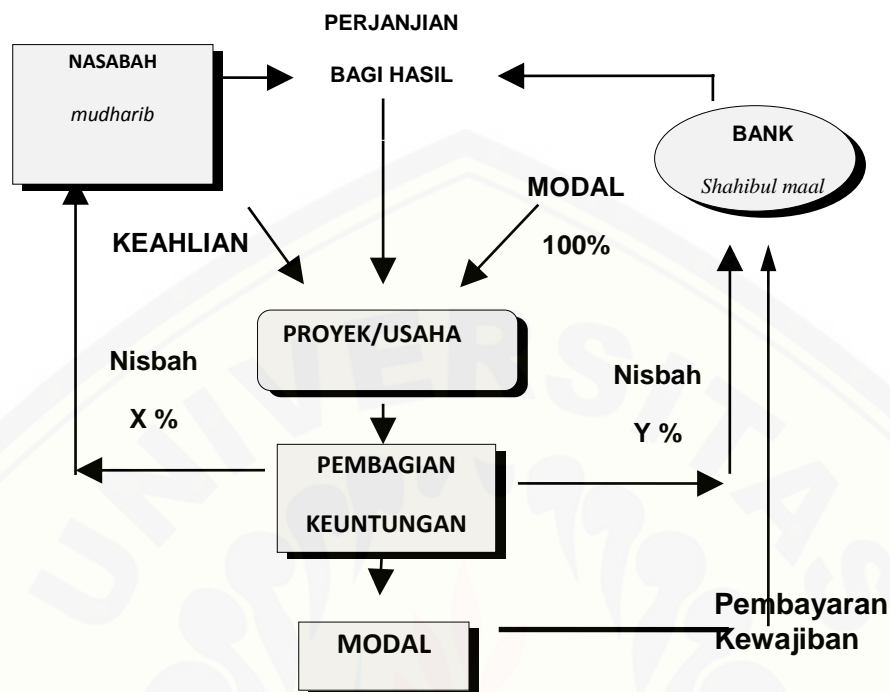 PERJANJIAN
BAGI HASIL
NASABAH
mudharib
BANK
Shahibul maal
KEAHLIAN
MODAL
100%
PROYEK/USAHA
Nisbah
X %
Nisbah
Y %
PEMBAGIAN
KEUNTUNGAN
MODAL
Pembayaran
Kewajiban
UNIVERSITAS